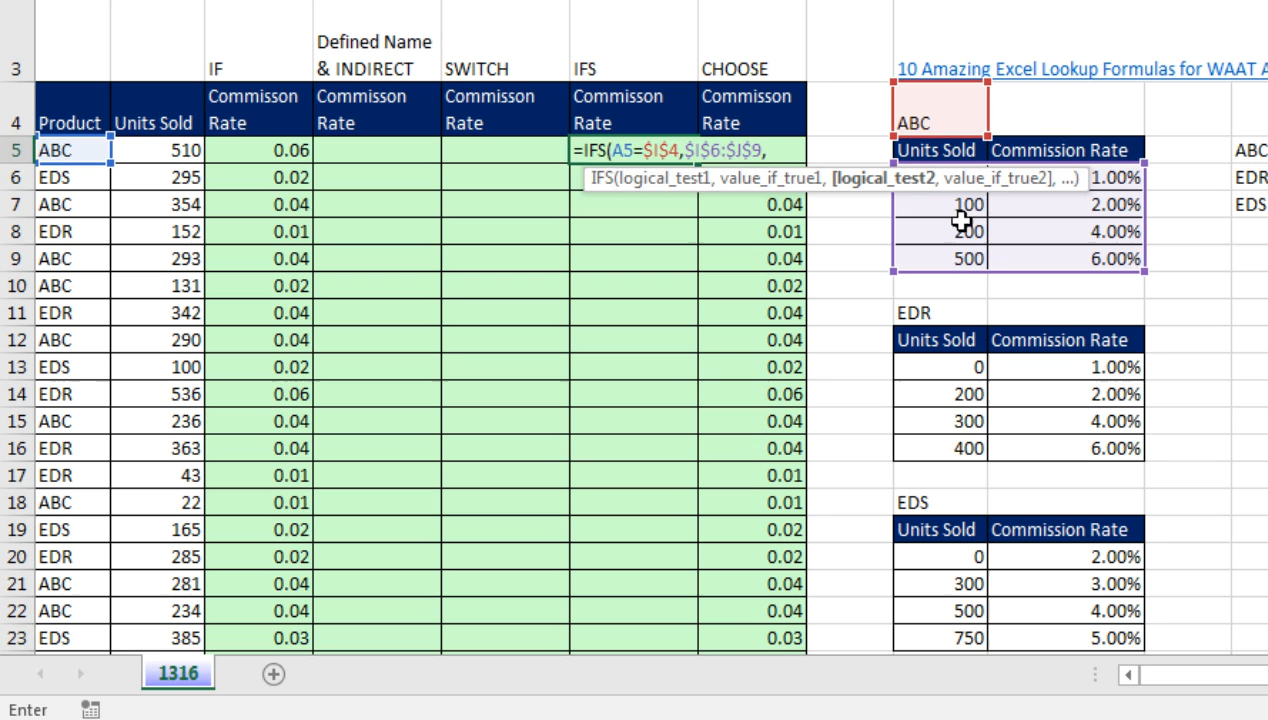 Defined Name
3 IF & INDIRECT SWITCH IFS CHOOSE 10 Amazing Excel Lookup Formulas for WAAT
Commisson Commisson Commisson Commisson Commisson
4 Product Units Sold Rate Rate Rate Rate Rate ABC
5 ABC 510 0.06 =IFS(A5=$I$4,$I$6:$J$9, Units Sold Commission Rate ABC
6 EDS 295 0.02 IFS(logical_test1, value_if_true1, [logical_test2, value_if_true2], ...) 1.00% EDR
7 ABC 354 0.04 0.04 100 2.00% EDS
8 EDR 152 0.01 0.01 200 4.00%
9 ABC 293 0.04 0.04 500 6.00%
10 ABC 131 0.02 0.02
11 EDR 342 0.04 0.04 EDR
12 ABC 290 0.04 0.04 Units Sold Commission Rate
13 EDS 100 0.02 0.02 0 1.00%
14 EDR 536 0.06 0.06 200 2.00%
15 ABC 236 0.04 0.04 300 4.00%
16 EDR 363 0.04 0.04 400 6.00%
17 EDR 43 0.01 0.01
18 ABC 22 0.01 0.01 EDS
19 EDS 165 0.02 0.02 Units Sold Commission Rate
20 EDR 285 0.02 0.02 0 2.00%
21 ABC 281 0.04 0.04 300 3.00%
22 ABC 234 0.04 0.04 500 4.00%
23 EDS 385 0.03 0.03 750 5.00%
1316
Enter